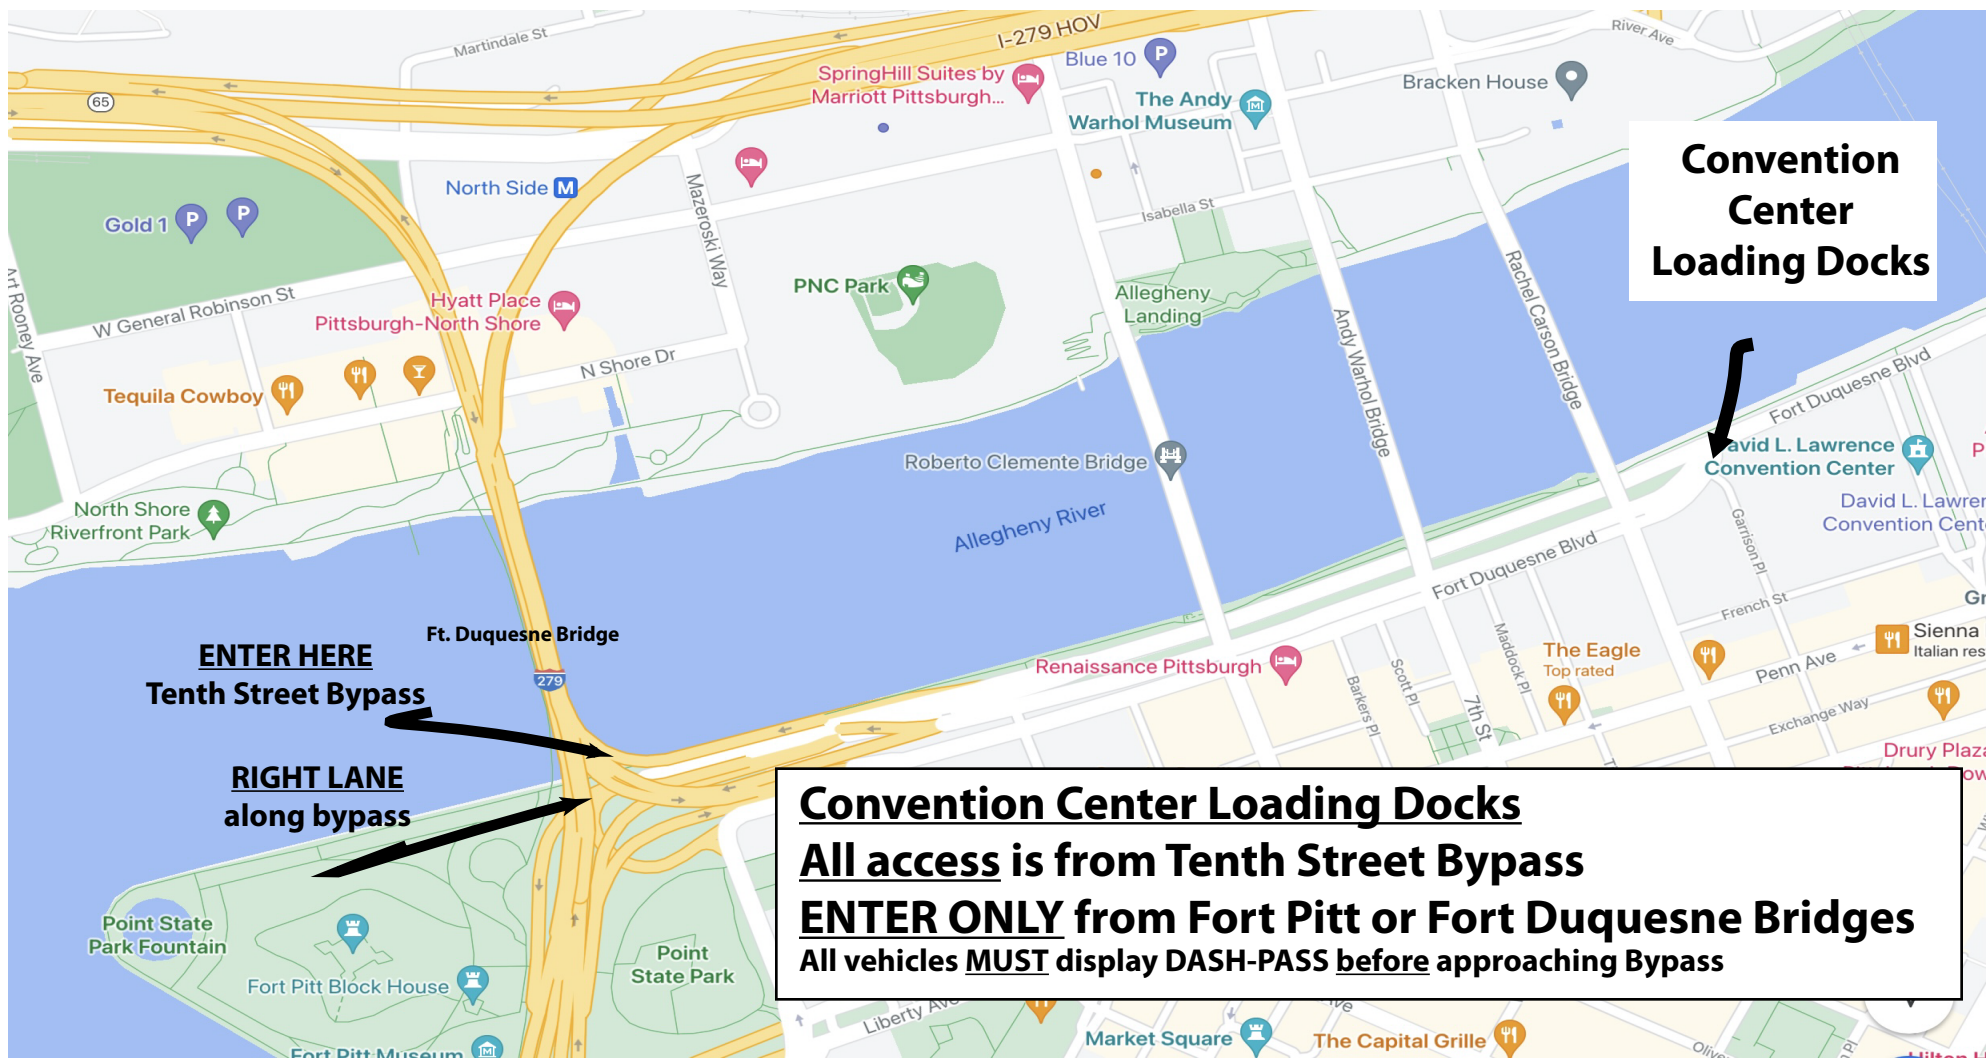 Martindale St
I-279 HOV
River Ave
65
SpringHill Suites by
Marriott Pittsburgh...
Blue 10
P
The Andy
Warhol Museum
Bracken House
Convention
Center
Loading Docks
North Side M
Mazeroski Way
Gold 1
P
P
Isabella St
Art Rooney Ave
W General Robinson St
Hyatt Place
Pittsburgh-North Shore
PNC Park
Allegheny
Landing
Andy Warhol Bridge
Rachel Carson Bridge
N Shore Dr
Tequila Cowboy
Fort Duquesne Blvd
David L. Lawrence
Convention Center
Roberto Clemente Bridge
North Shore
Riverfront Park
Allegheny River
Garrison Pl
Fort Duquesne Blvd
French St
Ft. Duquesne Bridge
279
ENTER HERE
Tenth Street Bypass
Renaissance Pittsburgh
Barkers Pl
Scott Pl
7th St
Maddock Pl
The Eagle
Top rated
Penn Ave
Sienna
Exchange Way
RIGHT LANE
along bypass
Convention Center Loading Docks
All access is from Tenth Street Bypass
ENTER ONLY from Fort Pitt or Fort Duquesne Bridges
All vehicles MUST display DASH-PASS before approaching Bypass
Point State
Park Fountain
Fort Pitt Block House
Point
State Park
Liberty Ave
Market Square
The Capital Grille
Fort Pitt Museum